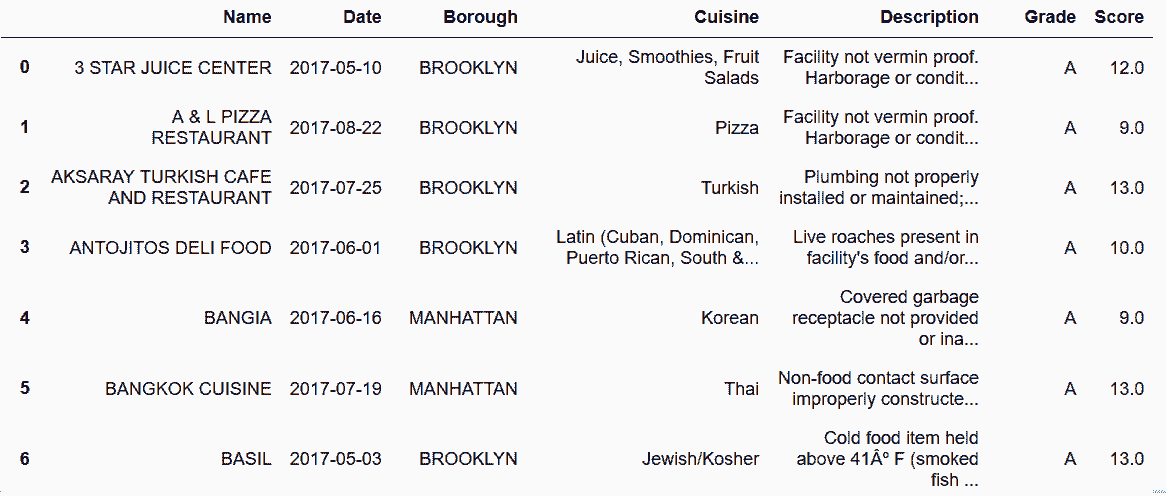 Name Date Borough Cuisine Description Grade Score
0 3 STAR JUICE CENTER 2017-05-10 BROOKLYN Juice, Smoothies, Fruit Salads Facility not vermin proof. Harborage or condit... A 12.0
1 A & L PIZZA RESTAURANT 2017-08-22 BROOKLYN Pizza Facility not vermin proof. Harborage or condit... A 9.0
2 AKSARAY TURKISH CAFE AND RESTAURANT 2017-07-25 BROOKLYN Turkish Plumbing not properly installed or maintained;... A 13.0
3 ANTOJITOS DELI FOOD 2017-06-01 BROOKLYN Latin (Cuban, Dominican, Puerto Rican, South &... Live roaches present in facility's food and/or... A 10.0
4 BANGIA 2017-06-16 MANHATTAN Korean Covered garbage receptacle not provided or ina... A 9.0
5 BANGKOK CUISINE 2017-07-19 MANHATTAN Thai Non-food contact surface improperly constructe... A 13.0
6 BASIL 2017-05-03 BROOKLYN Jewish/Kosher Cold food item held above 41Âº F (smoked fish ... A 13.0